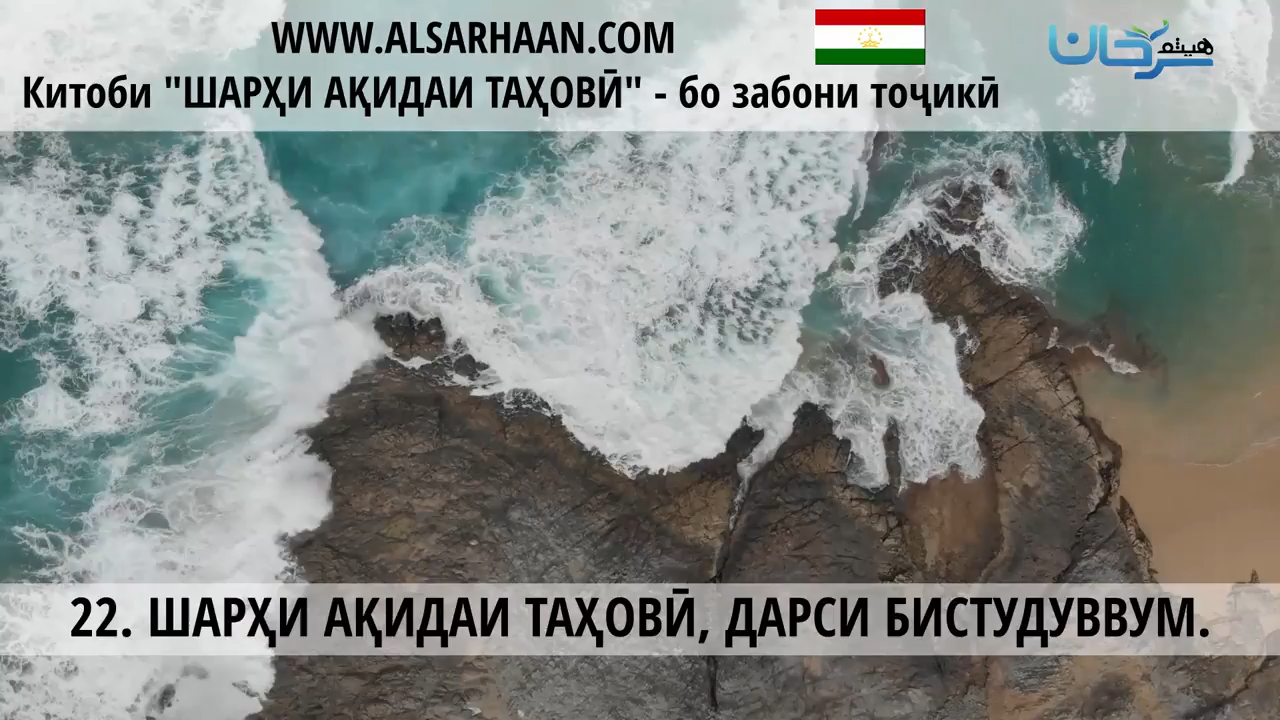 WWW.ALSARHAAN.COM
Китоби "ШАРҲИ АҚИДАИ ТАҲОВӢ" - бо забони тоҷикӣ
22. ШАРҲИ АҚИДАИ ТАҲОВӢ, ДАРСИ БИСТУДУВВУМ.